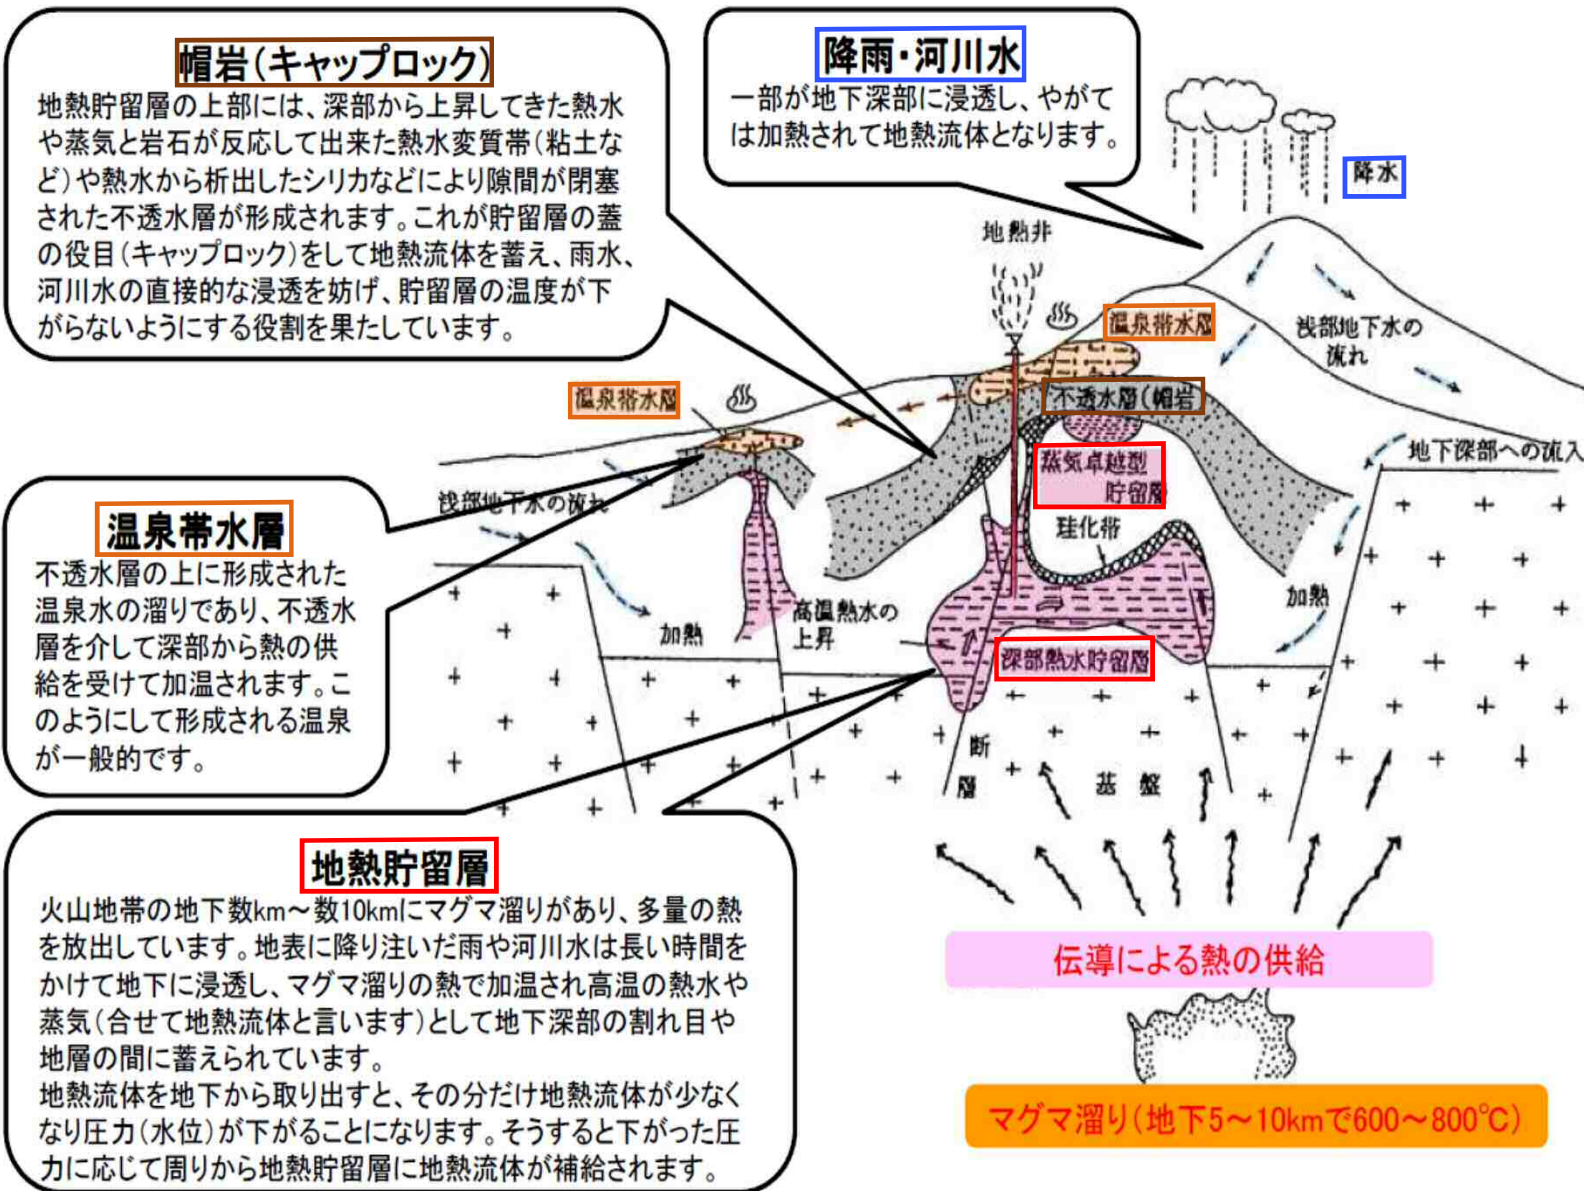 帽岩(キャップロック)
地熱貯留層の上部には、深部から上昇してきた熱水
や蒸気と岩石が反応して出来た熱水変質帯(粘土な
ど)や熱水から析出したシリカなどにより隙間が閉塞
された不透水層が形成されます。これが貯留層の蓋
の役目(キャップロック)をして地熱流体を蓄え、雨水、
河川水の直接的な浸透を妨げ、貯留層の温度が下
がらないようにする役割を果たしています。
降雨・河川水
一部が地下深部に浸透し、やがて
は加熱されて地熱流体となります。
降水
地熱井
温泉帯水層
浅部地下水の
流れ
温泉帯水層
不透水層(帽岩
蒸気卓越型
貯留層
地下深部への流入
浅部地下水の流れ
珪化帯
温泉帯水層
不透水層の上に形成された
温泉水の溜りであり、不透水
層を介して深部から熱の供
給を受けて加温されます。こ
のようにして形成される温泉
が一般的です。
加熱
高温熱水の
上昇
加熱
深部熱水貯留層
断層
基盤
地熱貯留層
火山地帯の地下数km～数10kmにマグマ溜りがあり、多量の熱
を放出しています。地表に降り注いだ雨や河川水は長い時間を
かけて地下に浸透し、マグマ溜りの熱で加温され高温の熱水や
蒸気(合せて地熱流体と言います)として地下深部の割れ目や
地層の間に蓄えられています。
地熱流体を地下から取り出すと、その分だけ地熱流体が少なく
なり圧力(水位)が下がることになります。そうすると下がった圧
力に応じて周りから地熱貯留層に地熱流体が補給されます。
伝導による熱の供給
マグマ溜り(地下5～10kmで600～800℃)